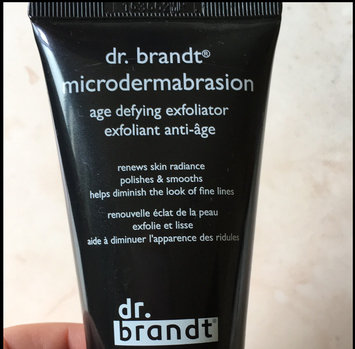 dr. brandt®
microdermabrasion
age defying exfoliator
exfoliant anti-âge
renews skin radiance
polishes & smooths
helps diminish the look of fine lines
renouvelle éclat de la peau
exfolie et lisse
aide à diminuer l'apparence des ridules
dr.
brandt®